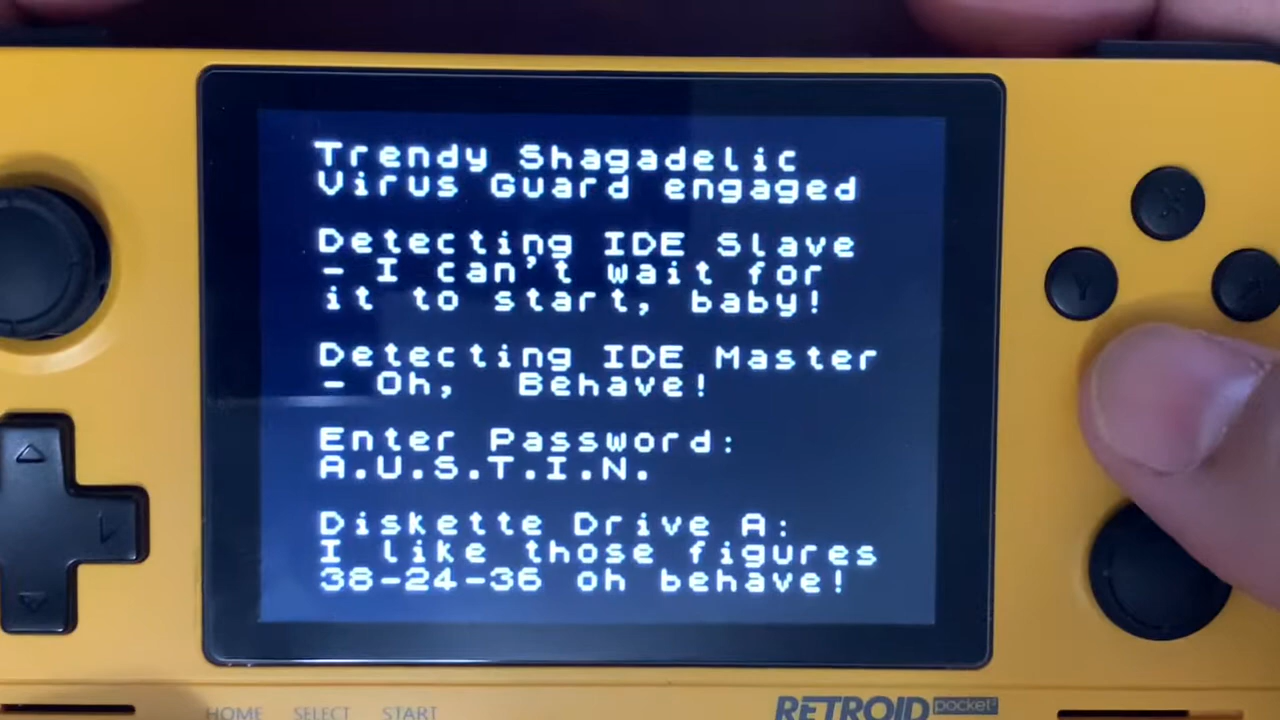 Trendy Shagadelic
Virus Guard engaged
Detecting IDE Slave
- I can't wait for
it to start, baby!
Detecting IDE Master
- Oh, Behave!
Enter Password:
A.U.S.T.I.N.
Diskette Drive A:
I like those figures
38-24-36 oh behave!
X
Y
HOME SELECT START
RETROID pocket